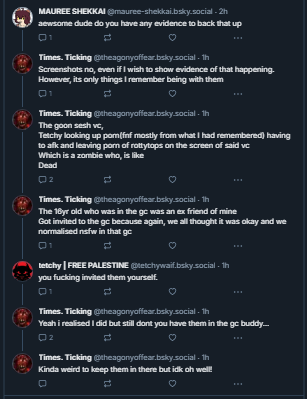 MAUREE SHEKKAI @mauree-shekkai.bsky.social · 2h
aewsome dude do you have any evidence to back that up
1
Times. Ticking @theagonyoffear.bsky.social · 1h
Screenshots no, even if I wish to show evidence of that happening.
However, its only things I remember being with them
1
Times. Ticking @theagonyoffear.bsky.social · 1h
The goon sesh vc,
Tetchy looking up porn(fnf mostly from what I had remembered) having
to afk and leaving porn of rottytops on the screen of said vc
Which is a zombie who, is like
Dead
2
Times. Ticking @theagonyoffear.bsky.social · 1h
The 16yr old who was in the gc was an ex friend of mine
Got invited to the gc because again, we all thought it was okay and we
normalised nsfw in that gc
1
tetchy | FREE PALESTINE @tetchywaif.bsky.social · 1h
you fucking invited them yourself.
1
Times. Ticking @theagonyoffear.bsky.social · 1h
Yeah i realised I did but still dont you have them in the gc buddy...
2
Times. Ticking @theagonyoffear.bsky.social · 1h
Kinda weird to keep them in there but idk oh well!